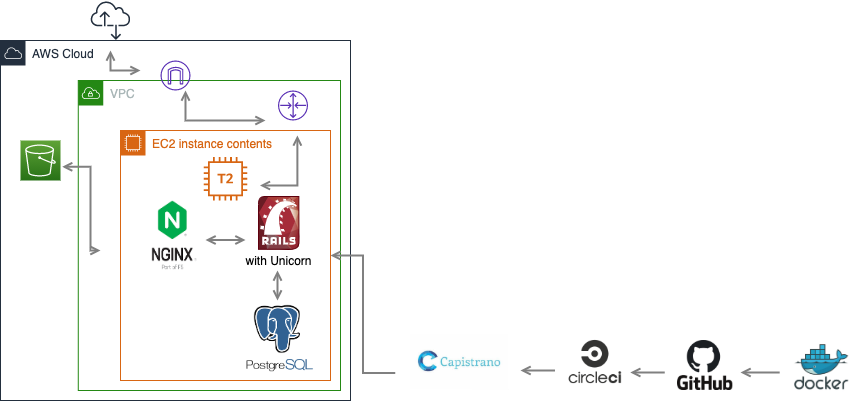 AWS Cloud
VPC
EC2 instance contents
T2
N
NGINX
Part of F5
RAILS
with Unicorn
PostgreSQL
Capistrano
circleci
GitHub
docker